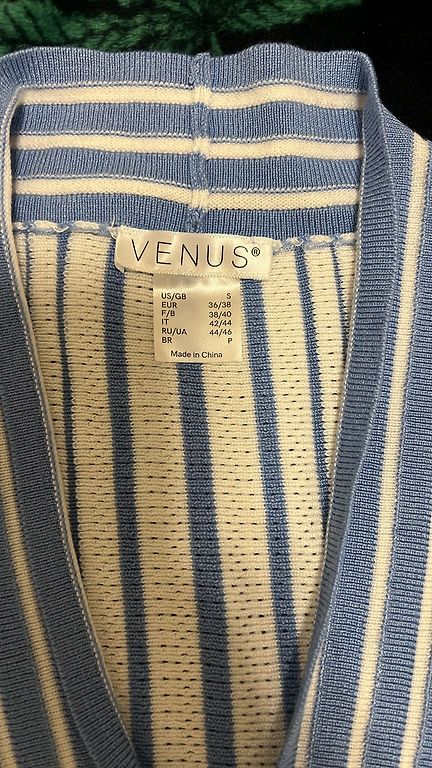 VENUS®
US/GB S
EUR 36/38
F/B 38/40
IT 42/44
RU/UA 44/46
BR P
Made in China